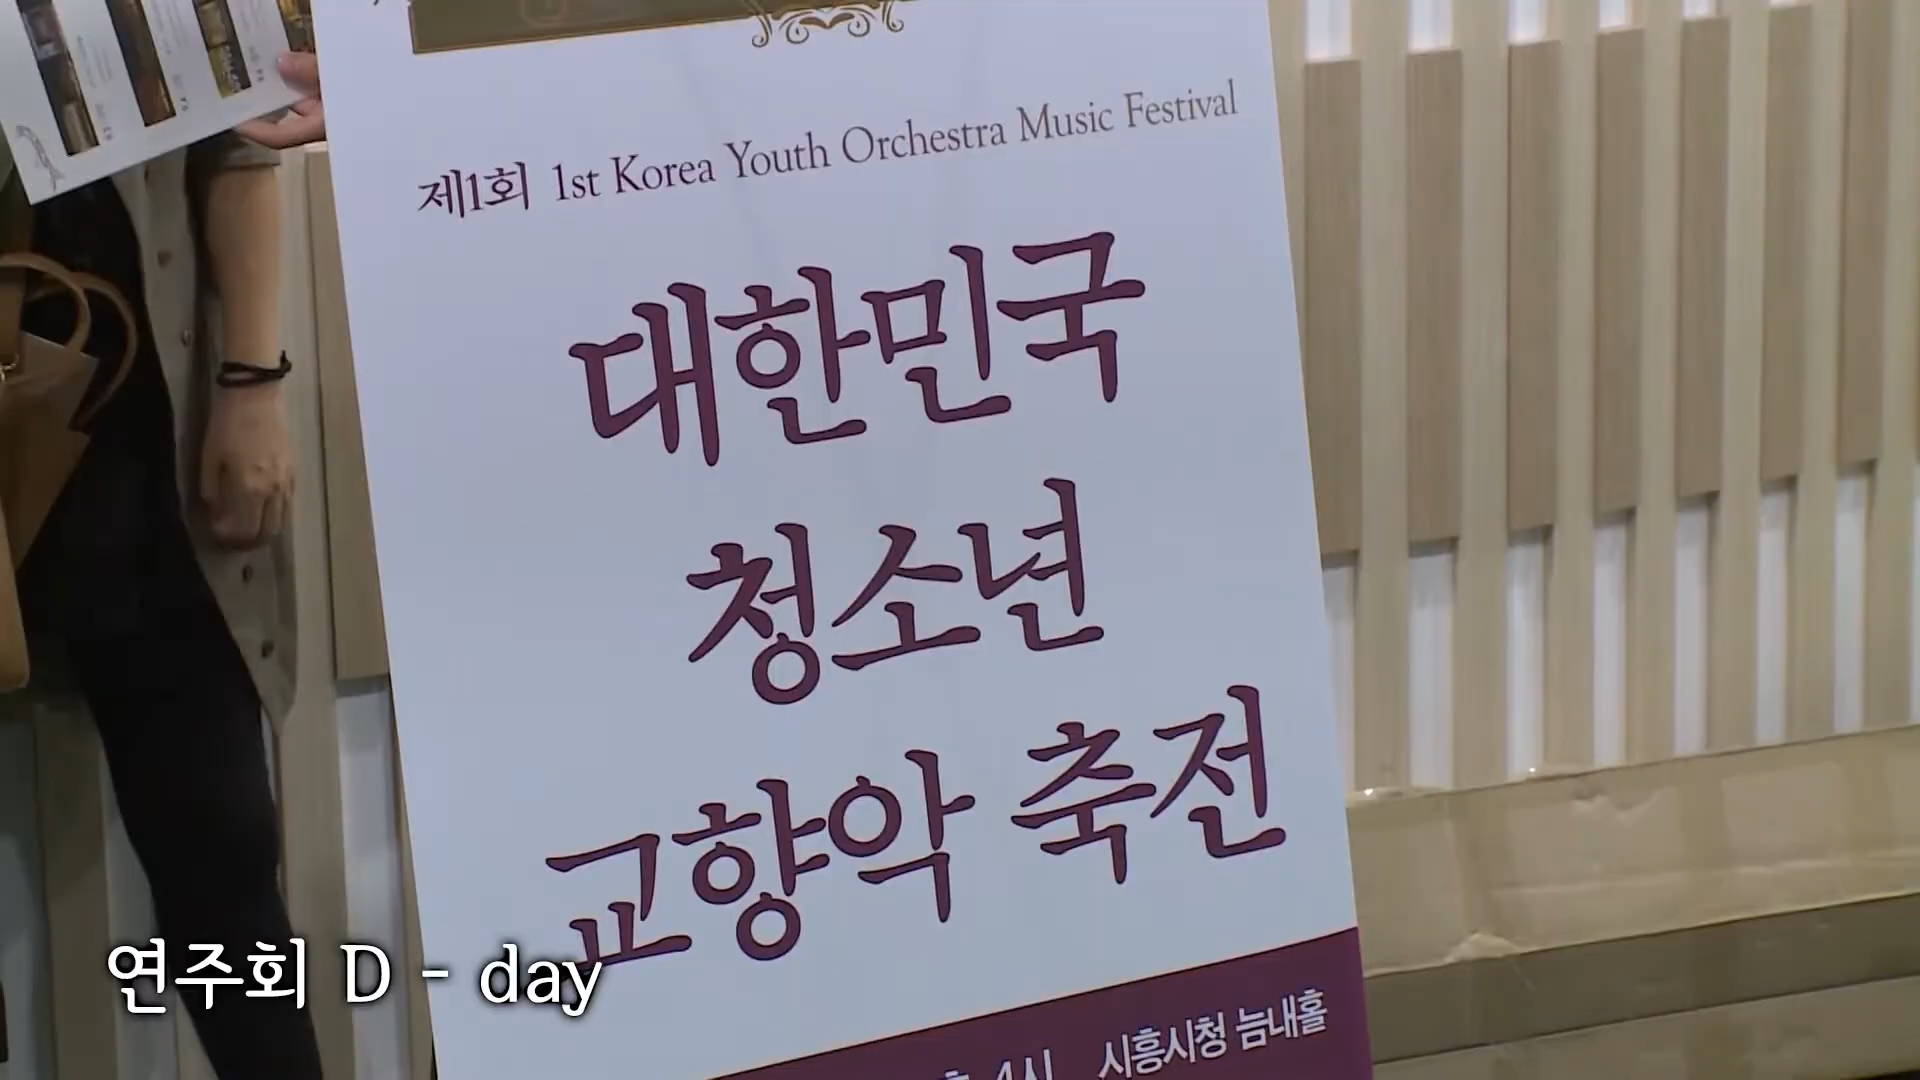 제1회 1st Korea Youth Orchestra Music Festival
대한민국
청소년
교향악 축전
4시 시흥시청 늠내홀
연주회 D - day